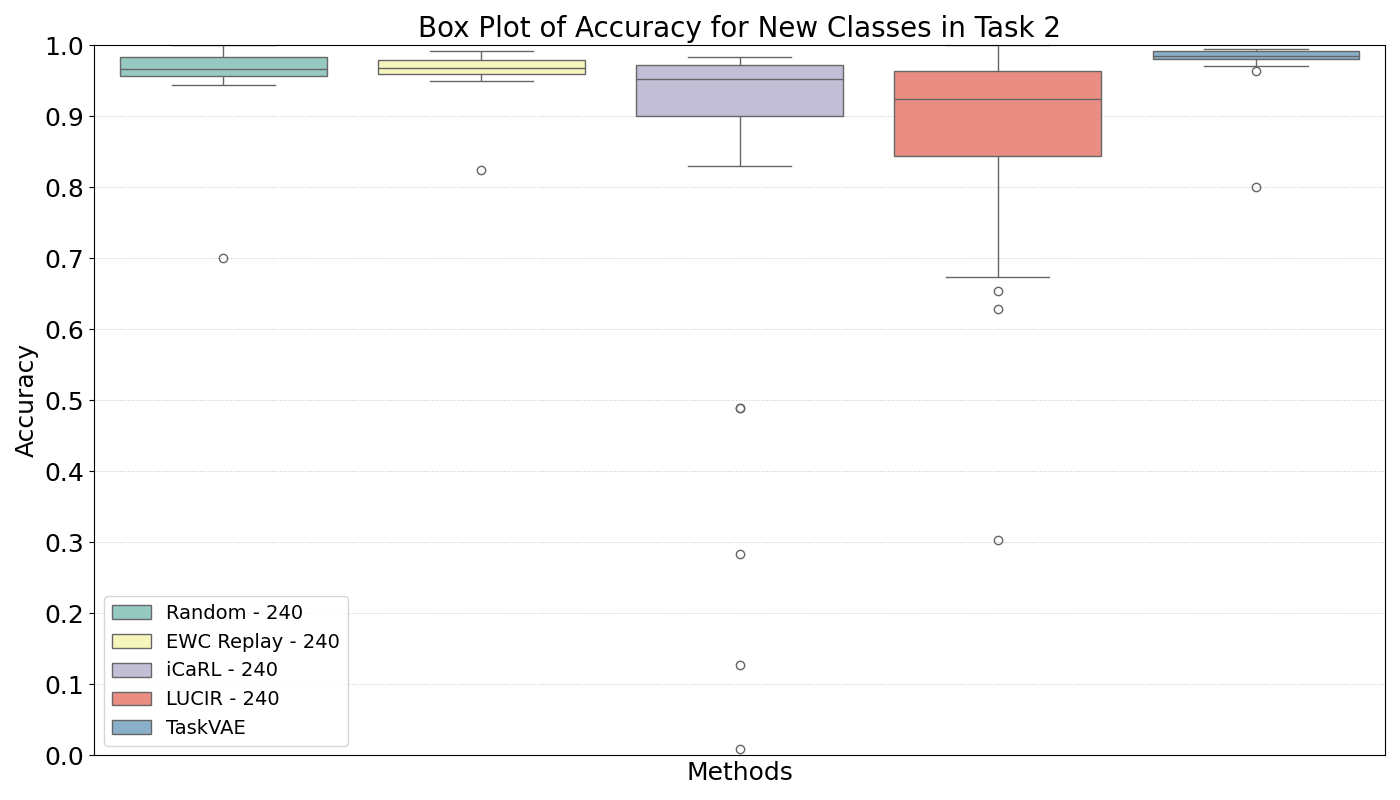 Box Plot of Accuracy for New Classes in Task 2
1.0
0.9
0.8
0.7
0.6
0.5
0.4
0.3
0.2
0.1
0.0
Accuracy
Random - 240
EWC Replay - 240
iCaRL - 240
LUCIR - 240
TaskVAE
Methods